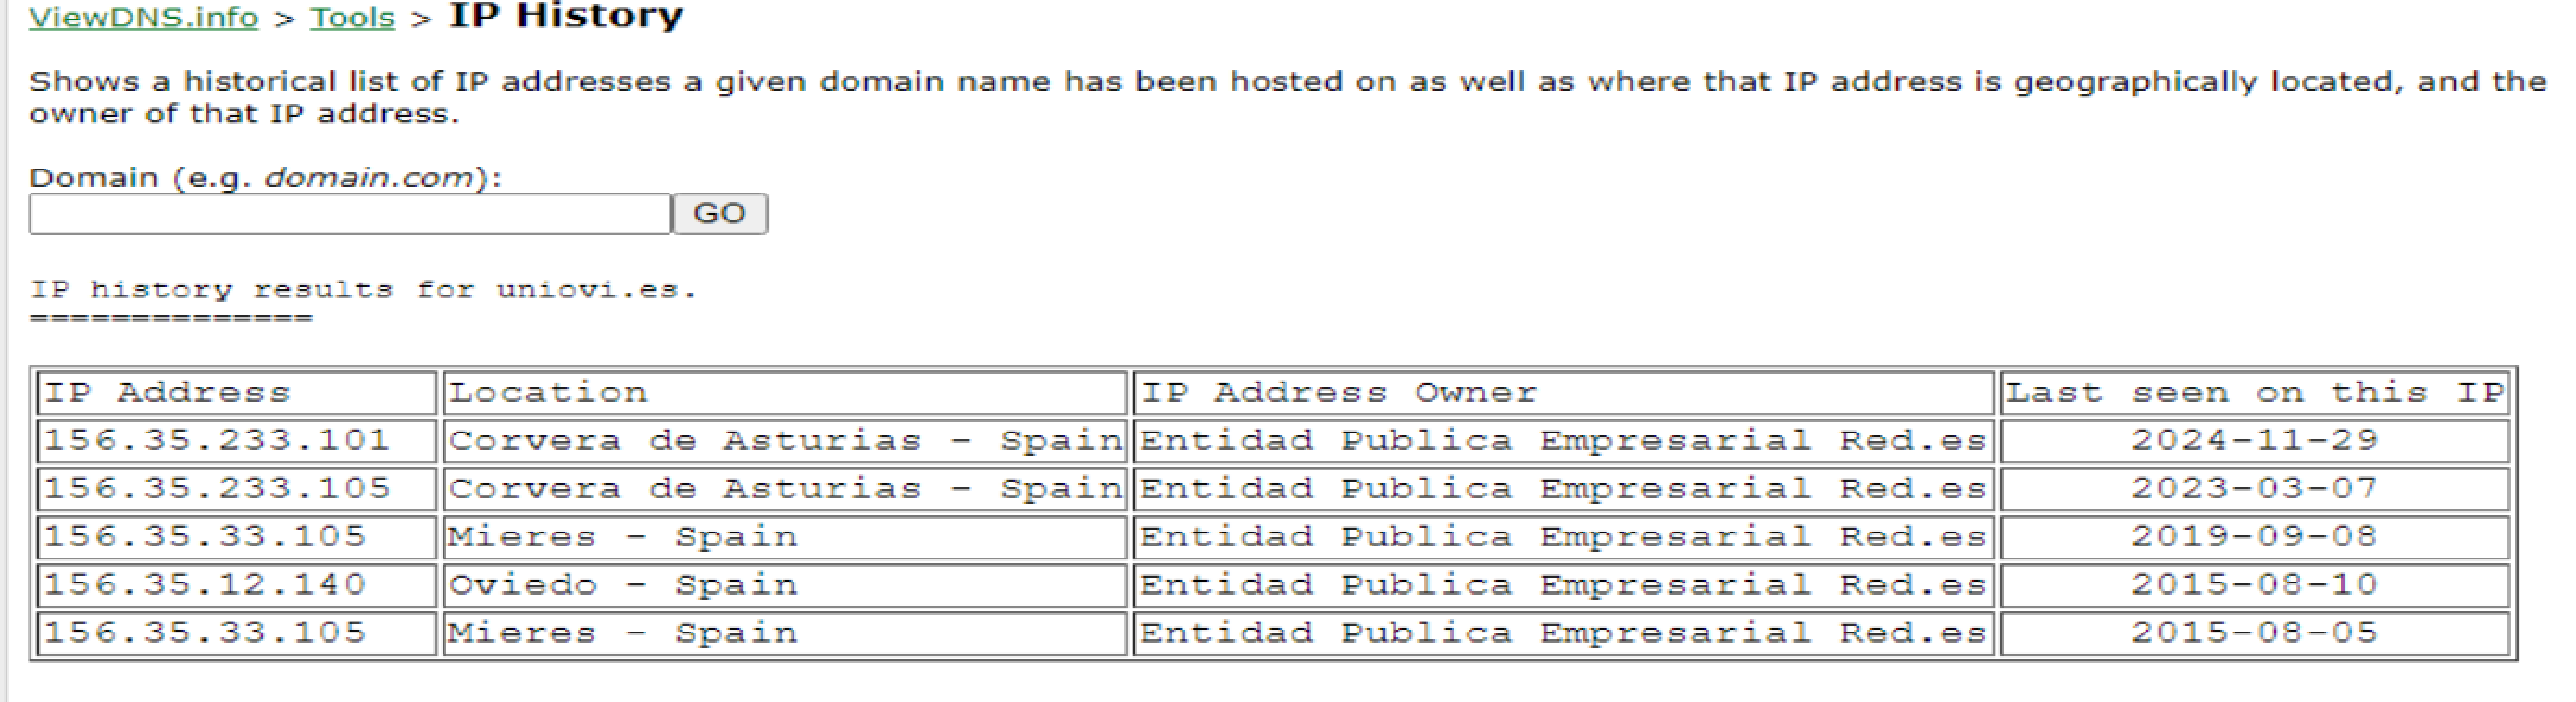 ViewDNS.info > Tools > IP History
Shows a historical list of IP addresses a given domain name has been hosted on as well as where that IP address is geographically located, and the
owner of that IP address.
Domain (e.g. domain.com):
GO
IP history results for uniovi.es.
==============
IP Address Location IP Address Owner Last seen on this IP
156.35.233.101 Corvera de Asturias - Spain Entidad Publica Empresarial Red.es 2024-11-29
156.35.233.105 Corvera de Asturias - Spain Entidad Publica Empresarial Red.es 2023-03-07
156.35.33.105 Mieres - Spain Entidad Publica Empresarial Red.es 2019-09-08
156.35.12.140 Oviedo - Spain Entidad Publica Empresarial Red.es 2015-08-10
156.35.33.105 Mieres - Spain Entidad Publica Empresarial Red.es 2015-08-05